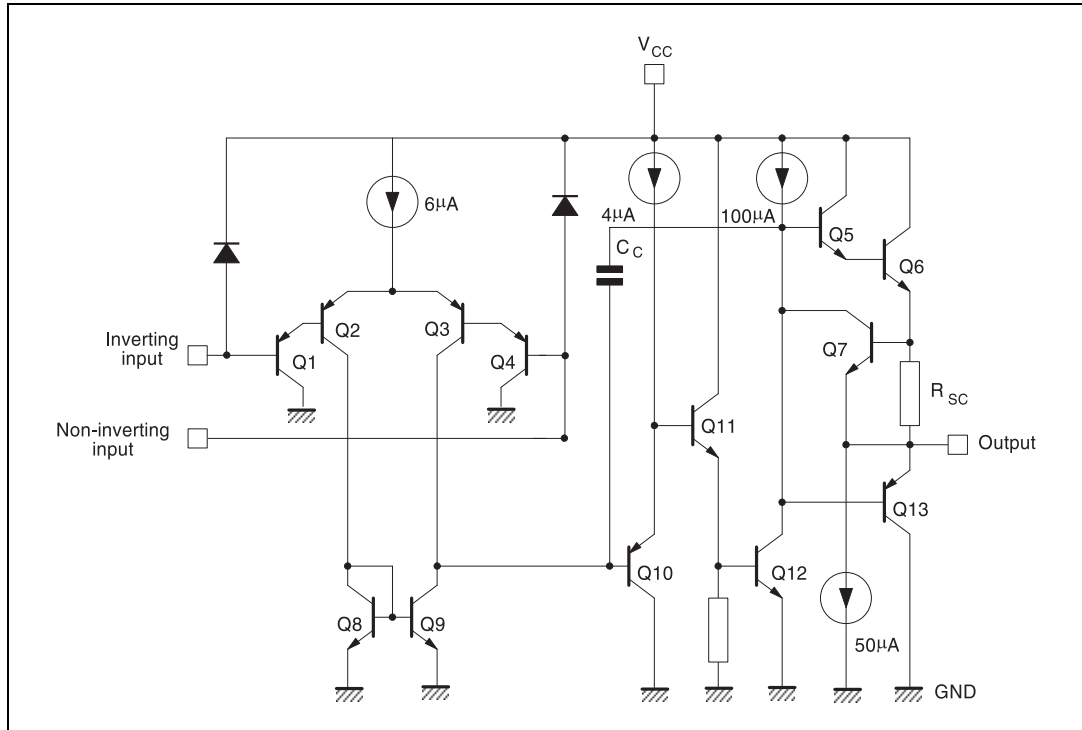 V CC
6μA
4μA
100μA
C C
Q5
Q6
Q2
Q3
Q7
Inverting
input
Q1
Q4
R SC
Non-inverting
input
Q11
Output
Q13
Q10
Q12
Q8
Q9
50μA
GND